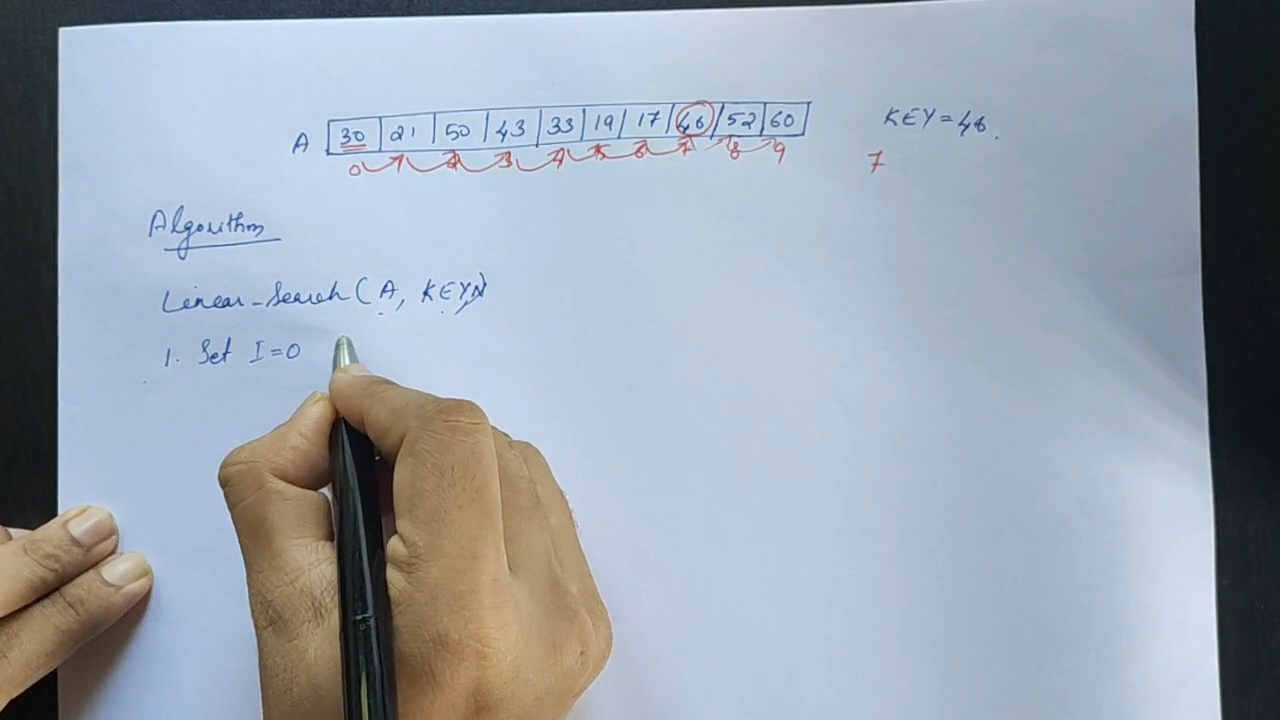 A 30 21 50 43 33 19 17 46 52 60 KEY = 46.
0 1 2 3 4 5 6 7 8 9 7
Algorithm
Linear-Search (A, KEY,N)
1. Set I=0